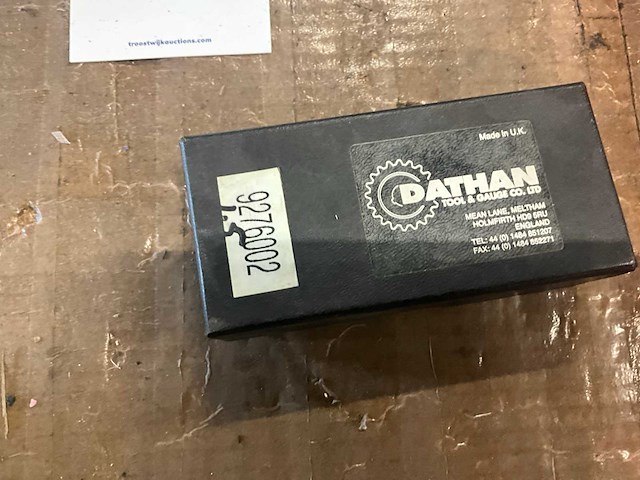 troostwijkauctions.com
Made in U.K.
DATHAN
TOOL & GAUGE CO. LTD
MEAN LANE, MELTHAM
HOLMFIRTH HD9 5RU
ENGLAND
TEL: 44 (0) 1484 851207
FAX: 44 (0) 1484 852271
9276002